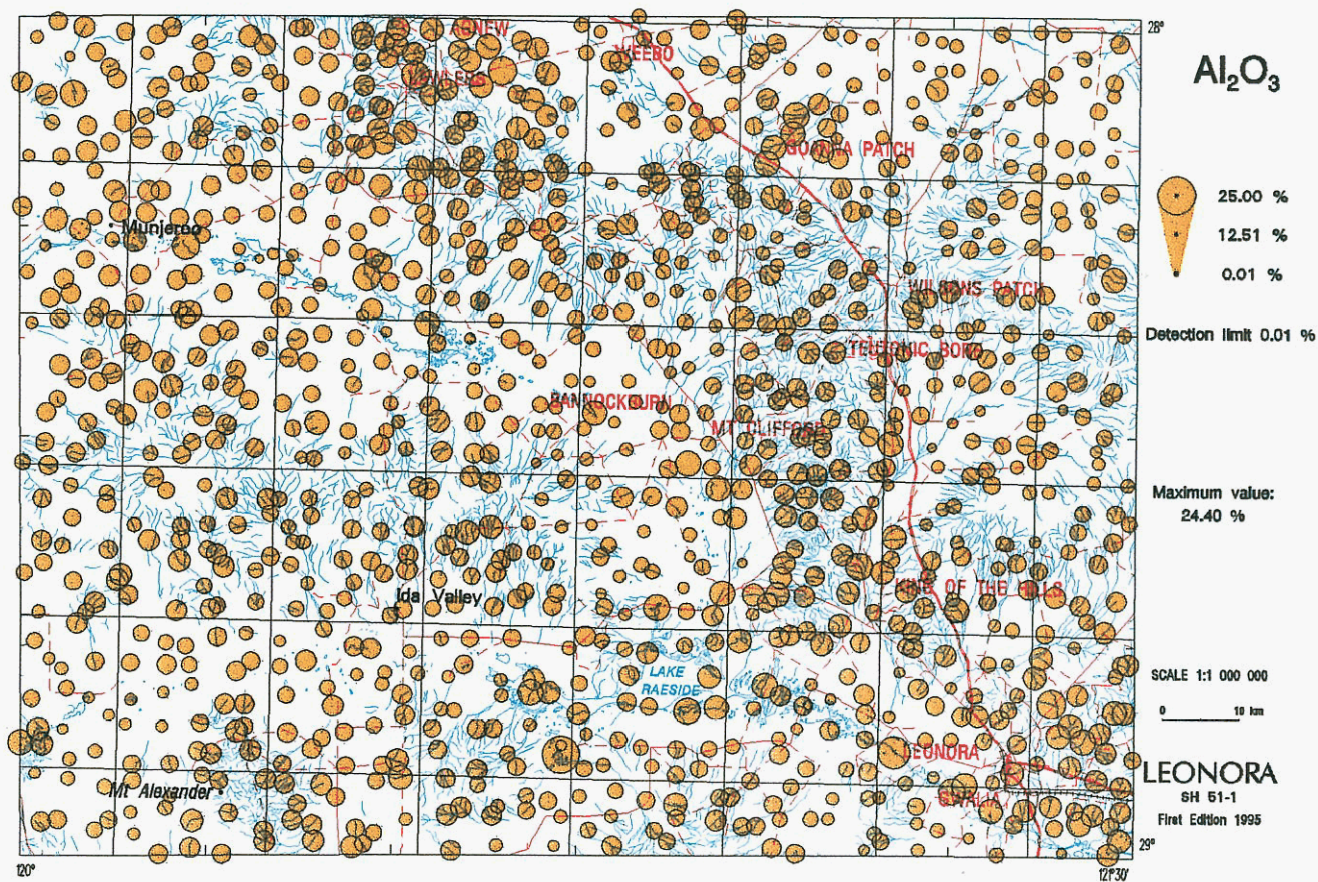 AGNEW
WEEBO
LAWLERS
GOANNA PATCH
Munjeroo
WILSONS PATCH
TEUTONIC BORE
BANNOCKBURN
MT CLIFFORD
KING OF THE HILLS
Ida Valley
LAKE
RAESIDE
LEONORA
Mt Alexander
GWALIA
120°
28°
29°
121°30'
Al₂O₃
25.00 %
12.51 %
0.01 %
Detection limit 0.01 %
Maximum value:
24.40 %
SCALE 1:1 000 000
0 10 km
LEONORA
SH 51-1
First Edition 1995